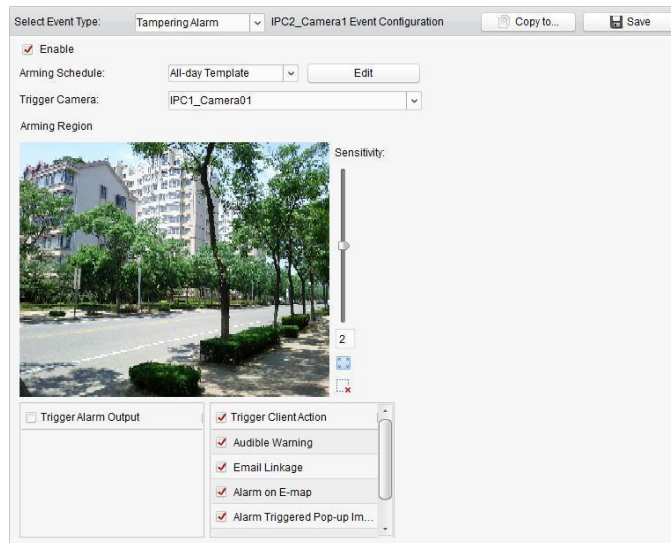 Select Event Type: Tampering Alarm IPC2_Camera1 Event Configuration Copy to... Save
Enable
Arming Schedule: All-day Template Edit
Trigger Camera: IPC1_Camera01
Arming Region
Sensitivity:
2
Trigger Alarm Output
Trigger Client Action
Audible Warning
Email Linkage
Alarm on E-map
Alarm Triggered Pop-up Im...